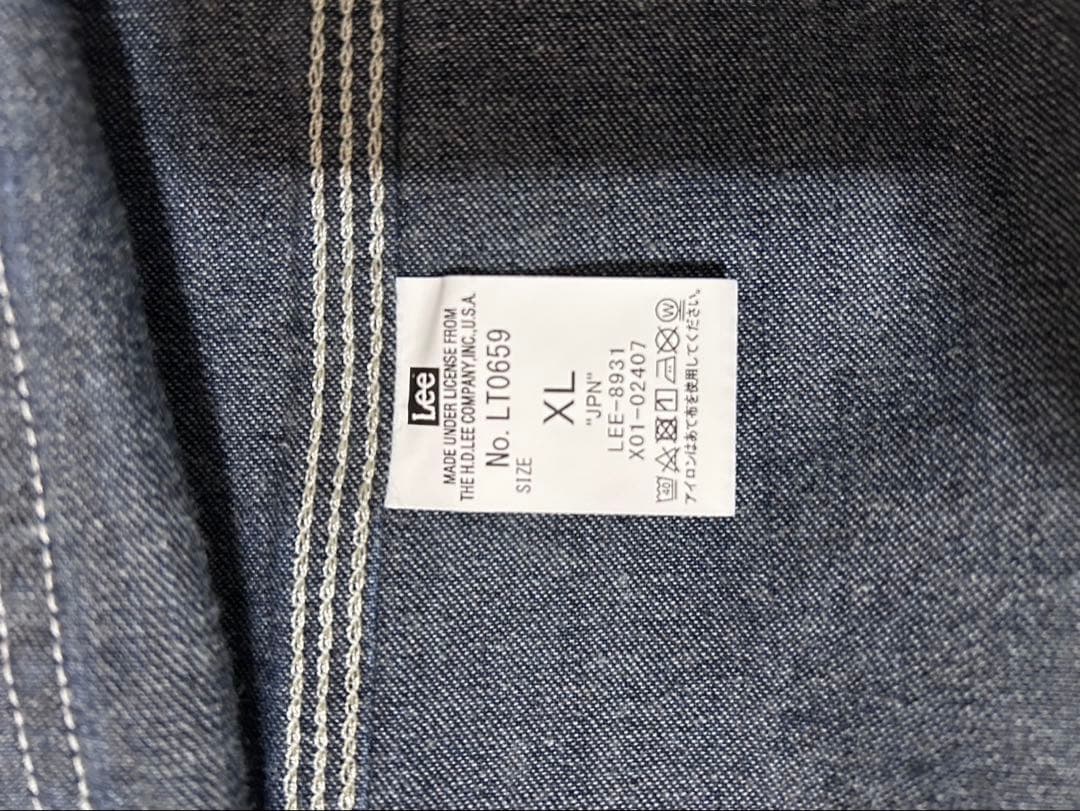 Lee
MADE UNDER LICENSE FROM
THE H.D.LEE COMPANY,INC.,U.S.A.
No. LT0659
SIZE
XL
"JPN"
LEE-8931
X01-02407
40 W
アイロンはあて布を使用してください。